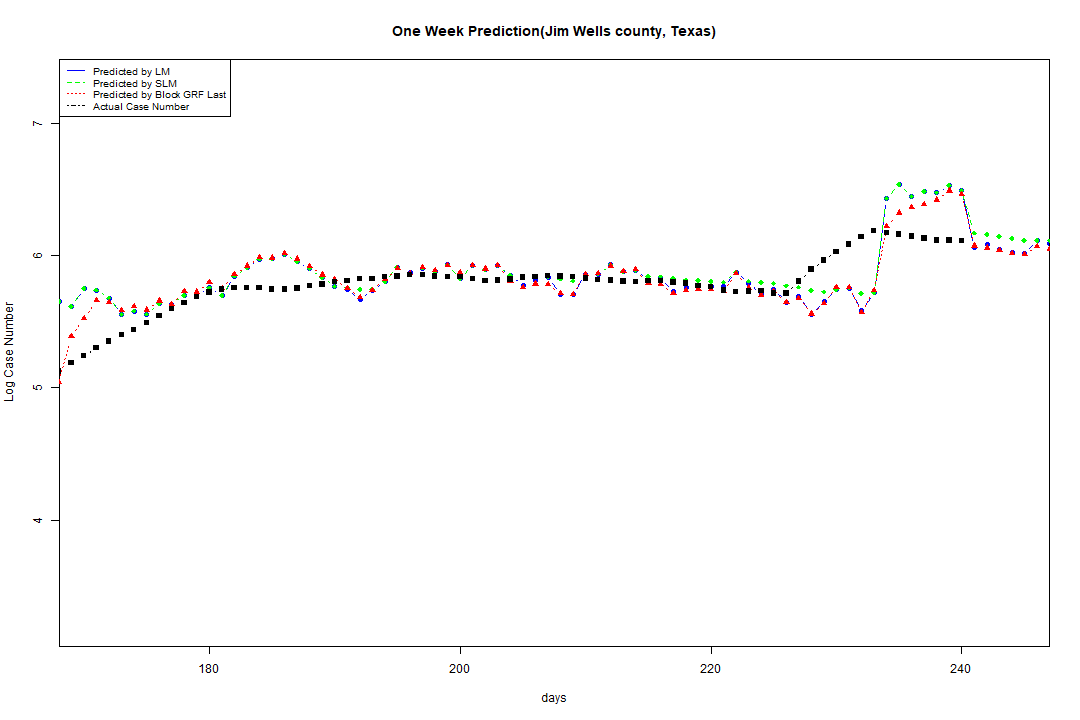 One Week Prediction(Jim Wells county, Texas)
Predicted by LM
Predicted by SLM
Predicted by Block GRF Last
Actual Case Number
7
6
5
4
Log Case Number
180 200 220 240
days